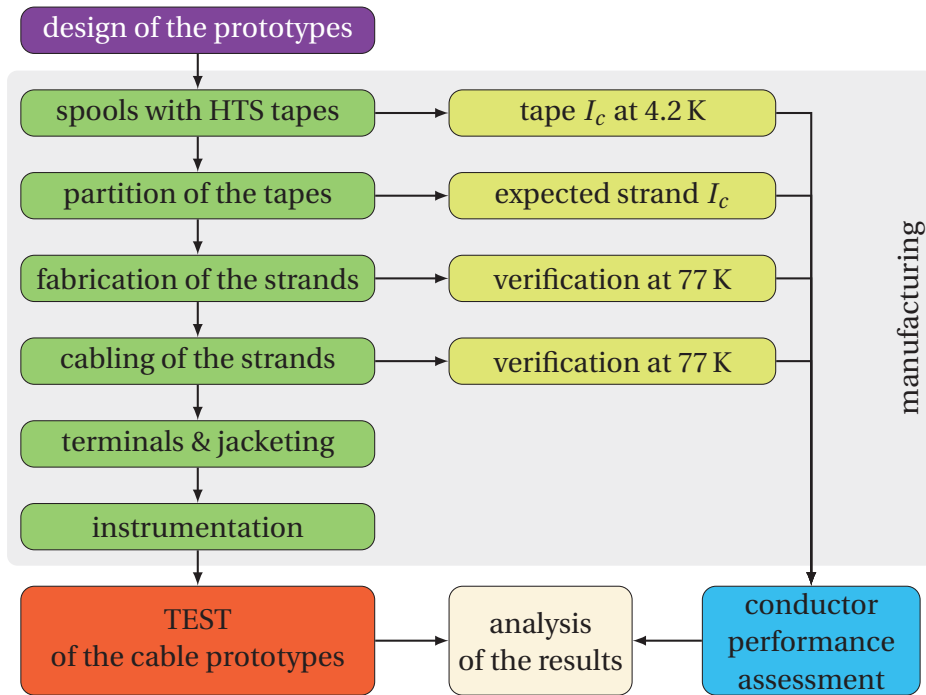 design of the prototypes
spools with HTS tapes
tape I_c at 4.2 K
partition of the tapes
expected strand I_c
fabrication of the strands
verification at 77 K
cabling of the strands
verification at 77 K
terminals & jacketing
instrumentation
manufacturing
TEST
of the cable prototypes
analysis
of the results
conductor
performance
assessment